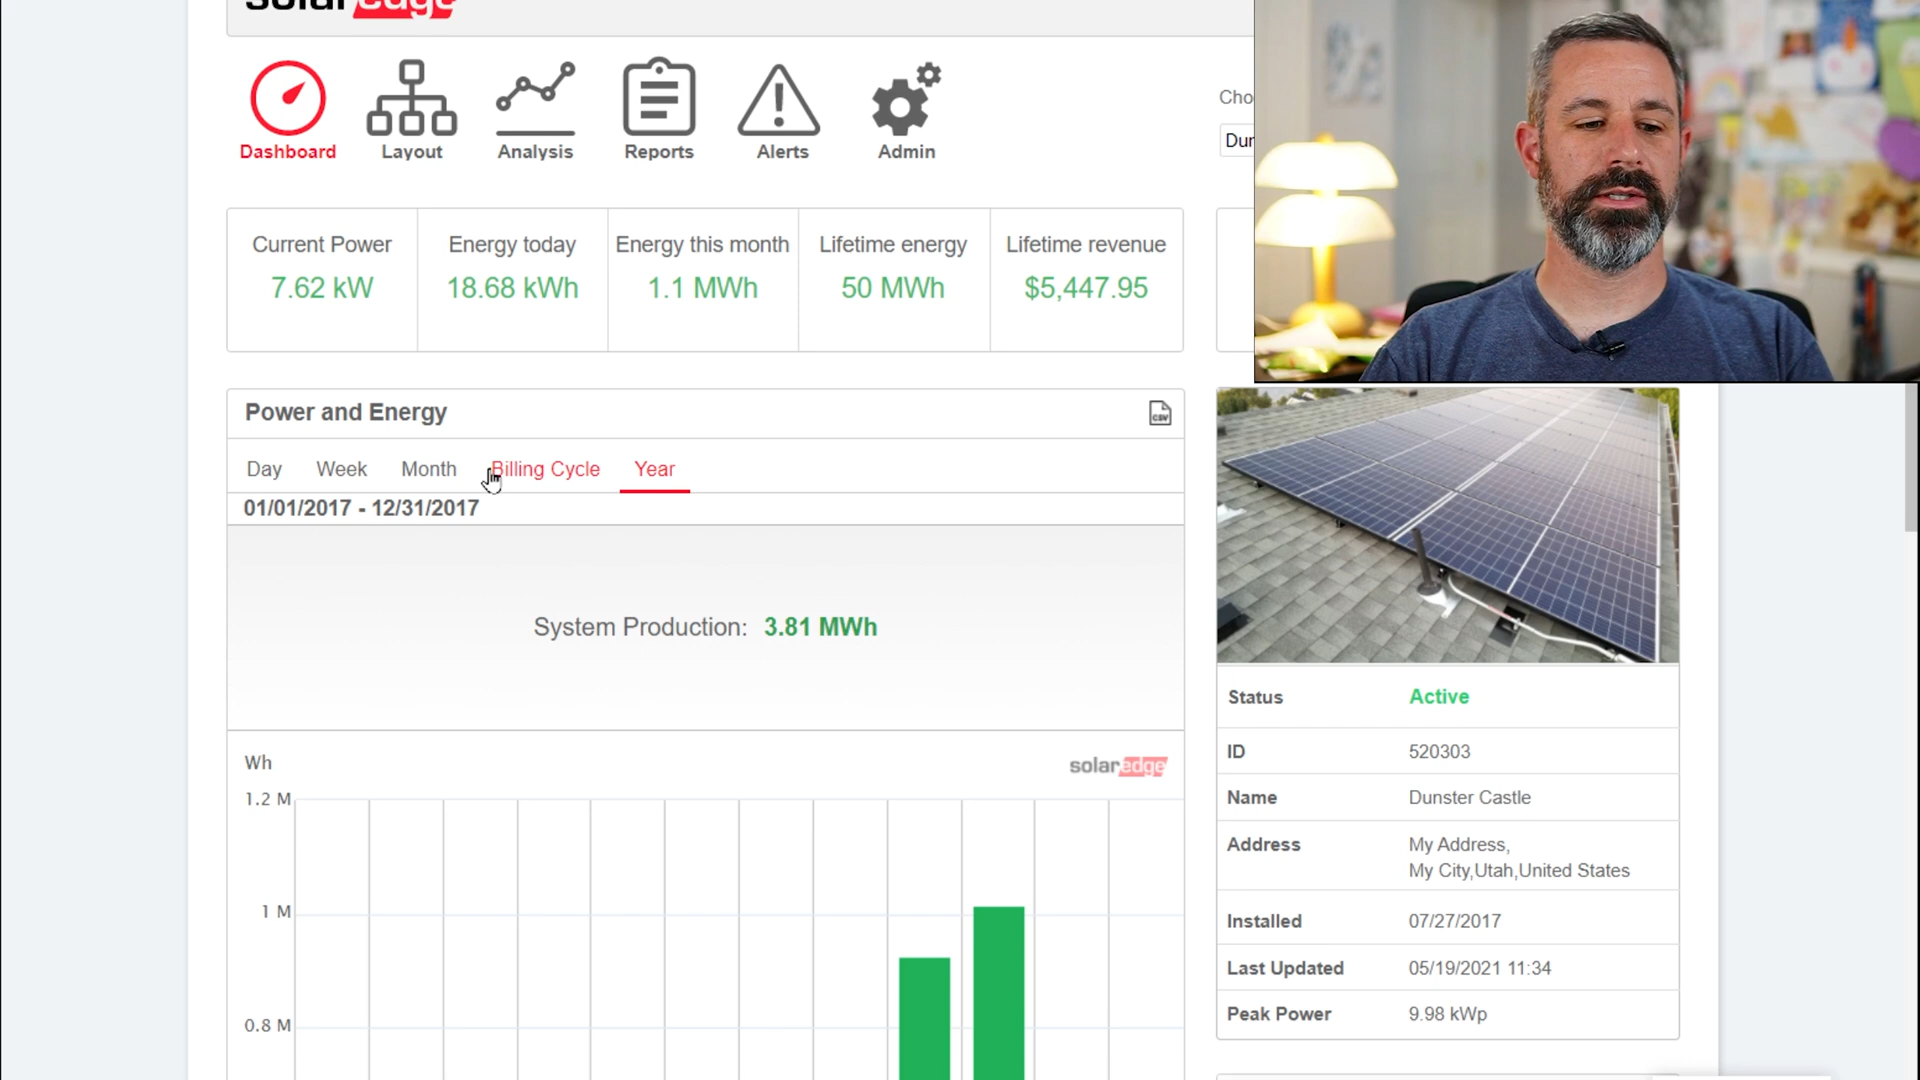 solaredge
Dashboard
Layout
Analysis
Reports
Alerts
Admin
Cho
Dun
Current Power
7.62 kW
Energy today
18.68 kWh
Energy this month
1.1 MWh
Lifetime energy
50 MWh
Lifetime revenue
$5,447.95
Power and Energy
CSV
Day Week Month Billing Cycle Year
01/01/2017 - 12/31/2017
System Production: 3.81 MWh
Wh
solaredge
1.2 M
1 M
0.8 M
Status Active
ID 520303
Name Dunster Castle
Address My Address,
My City,Utah,United States
Installed 07/27/2017
Last Updated 05/19/2021 11:34
Peak Power 9.98 kWp